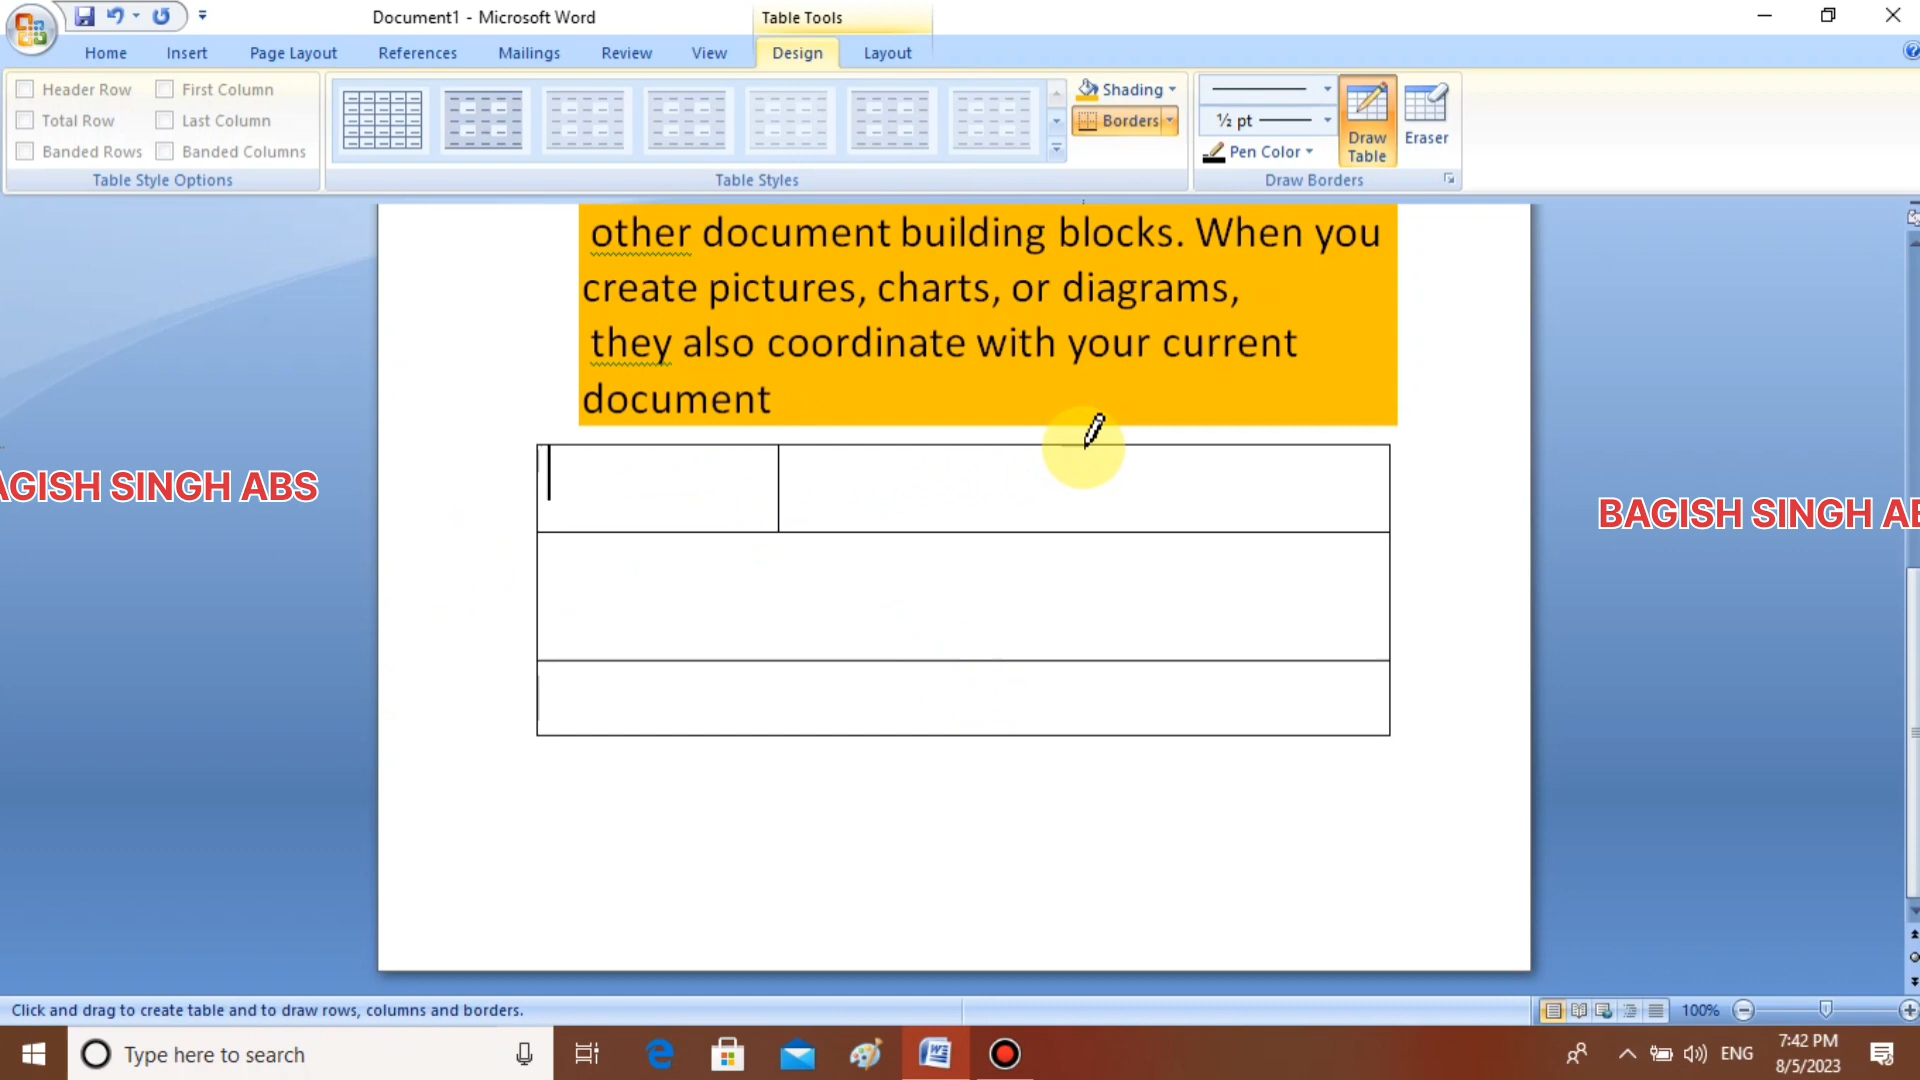 Document1 - Microsoft Word
Table Tools
Home Insert Page Layout References Mailings Review View Design Layout
Header Row First Column
Total Row Last Column
Banded Rows Banded Columns
Table Style Options
Table Styles
Shading
Borders
½ pt
Pen Color
Draw Table
Eraser
Draw Borders
other document building blocks. When you
create pictures, charts, or diagrams,
they also coordinate with your current
document
AGISH SINGH ABS
BAGISH SINGH AB
Click and drag to create table and to draw rows, columns and borders.
100%
Type here to search
ENG
7:42 PM
8/5/2023